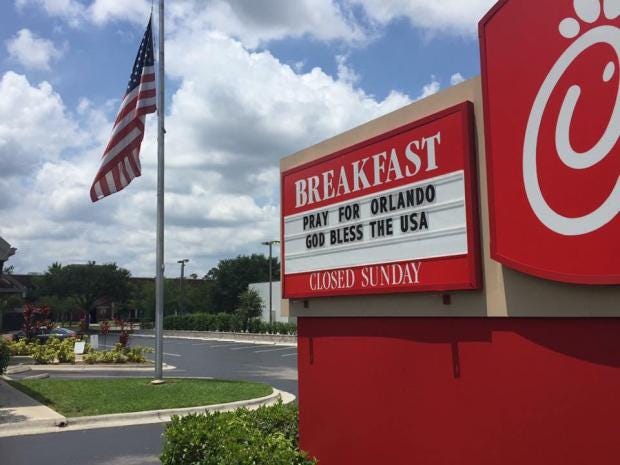 BREAKFAST
PRAY FOR ORLANDO
GOD BLESS THE USA
CLOSED SUNDAY